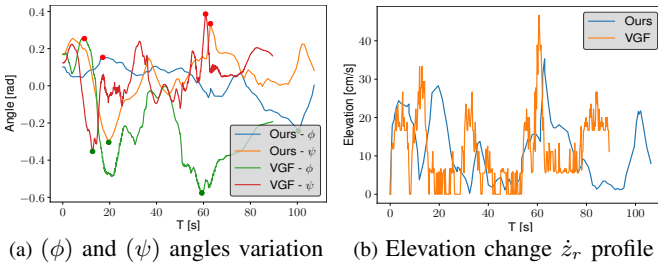 0.4
0.2
0.0
−0.2
−0.4
−0.6
Angle [rad]
0 20 40 60 80 100
T [s]
Ours - ϕ
Ours - ψ
VGF - ϕ
VGF - ψ
(a) (ϕ) and (ψ) angles variation
40
30
20
10
0
Elevation [cm/s]
0 20 40 60 80 100
T [s]
Ours
VGF
(b) Elevation change ż_r profile